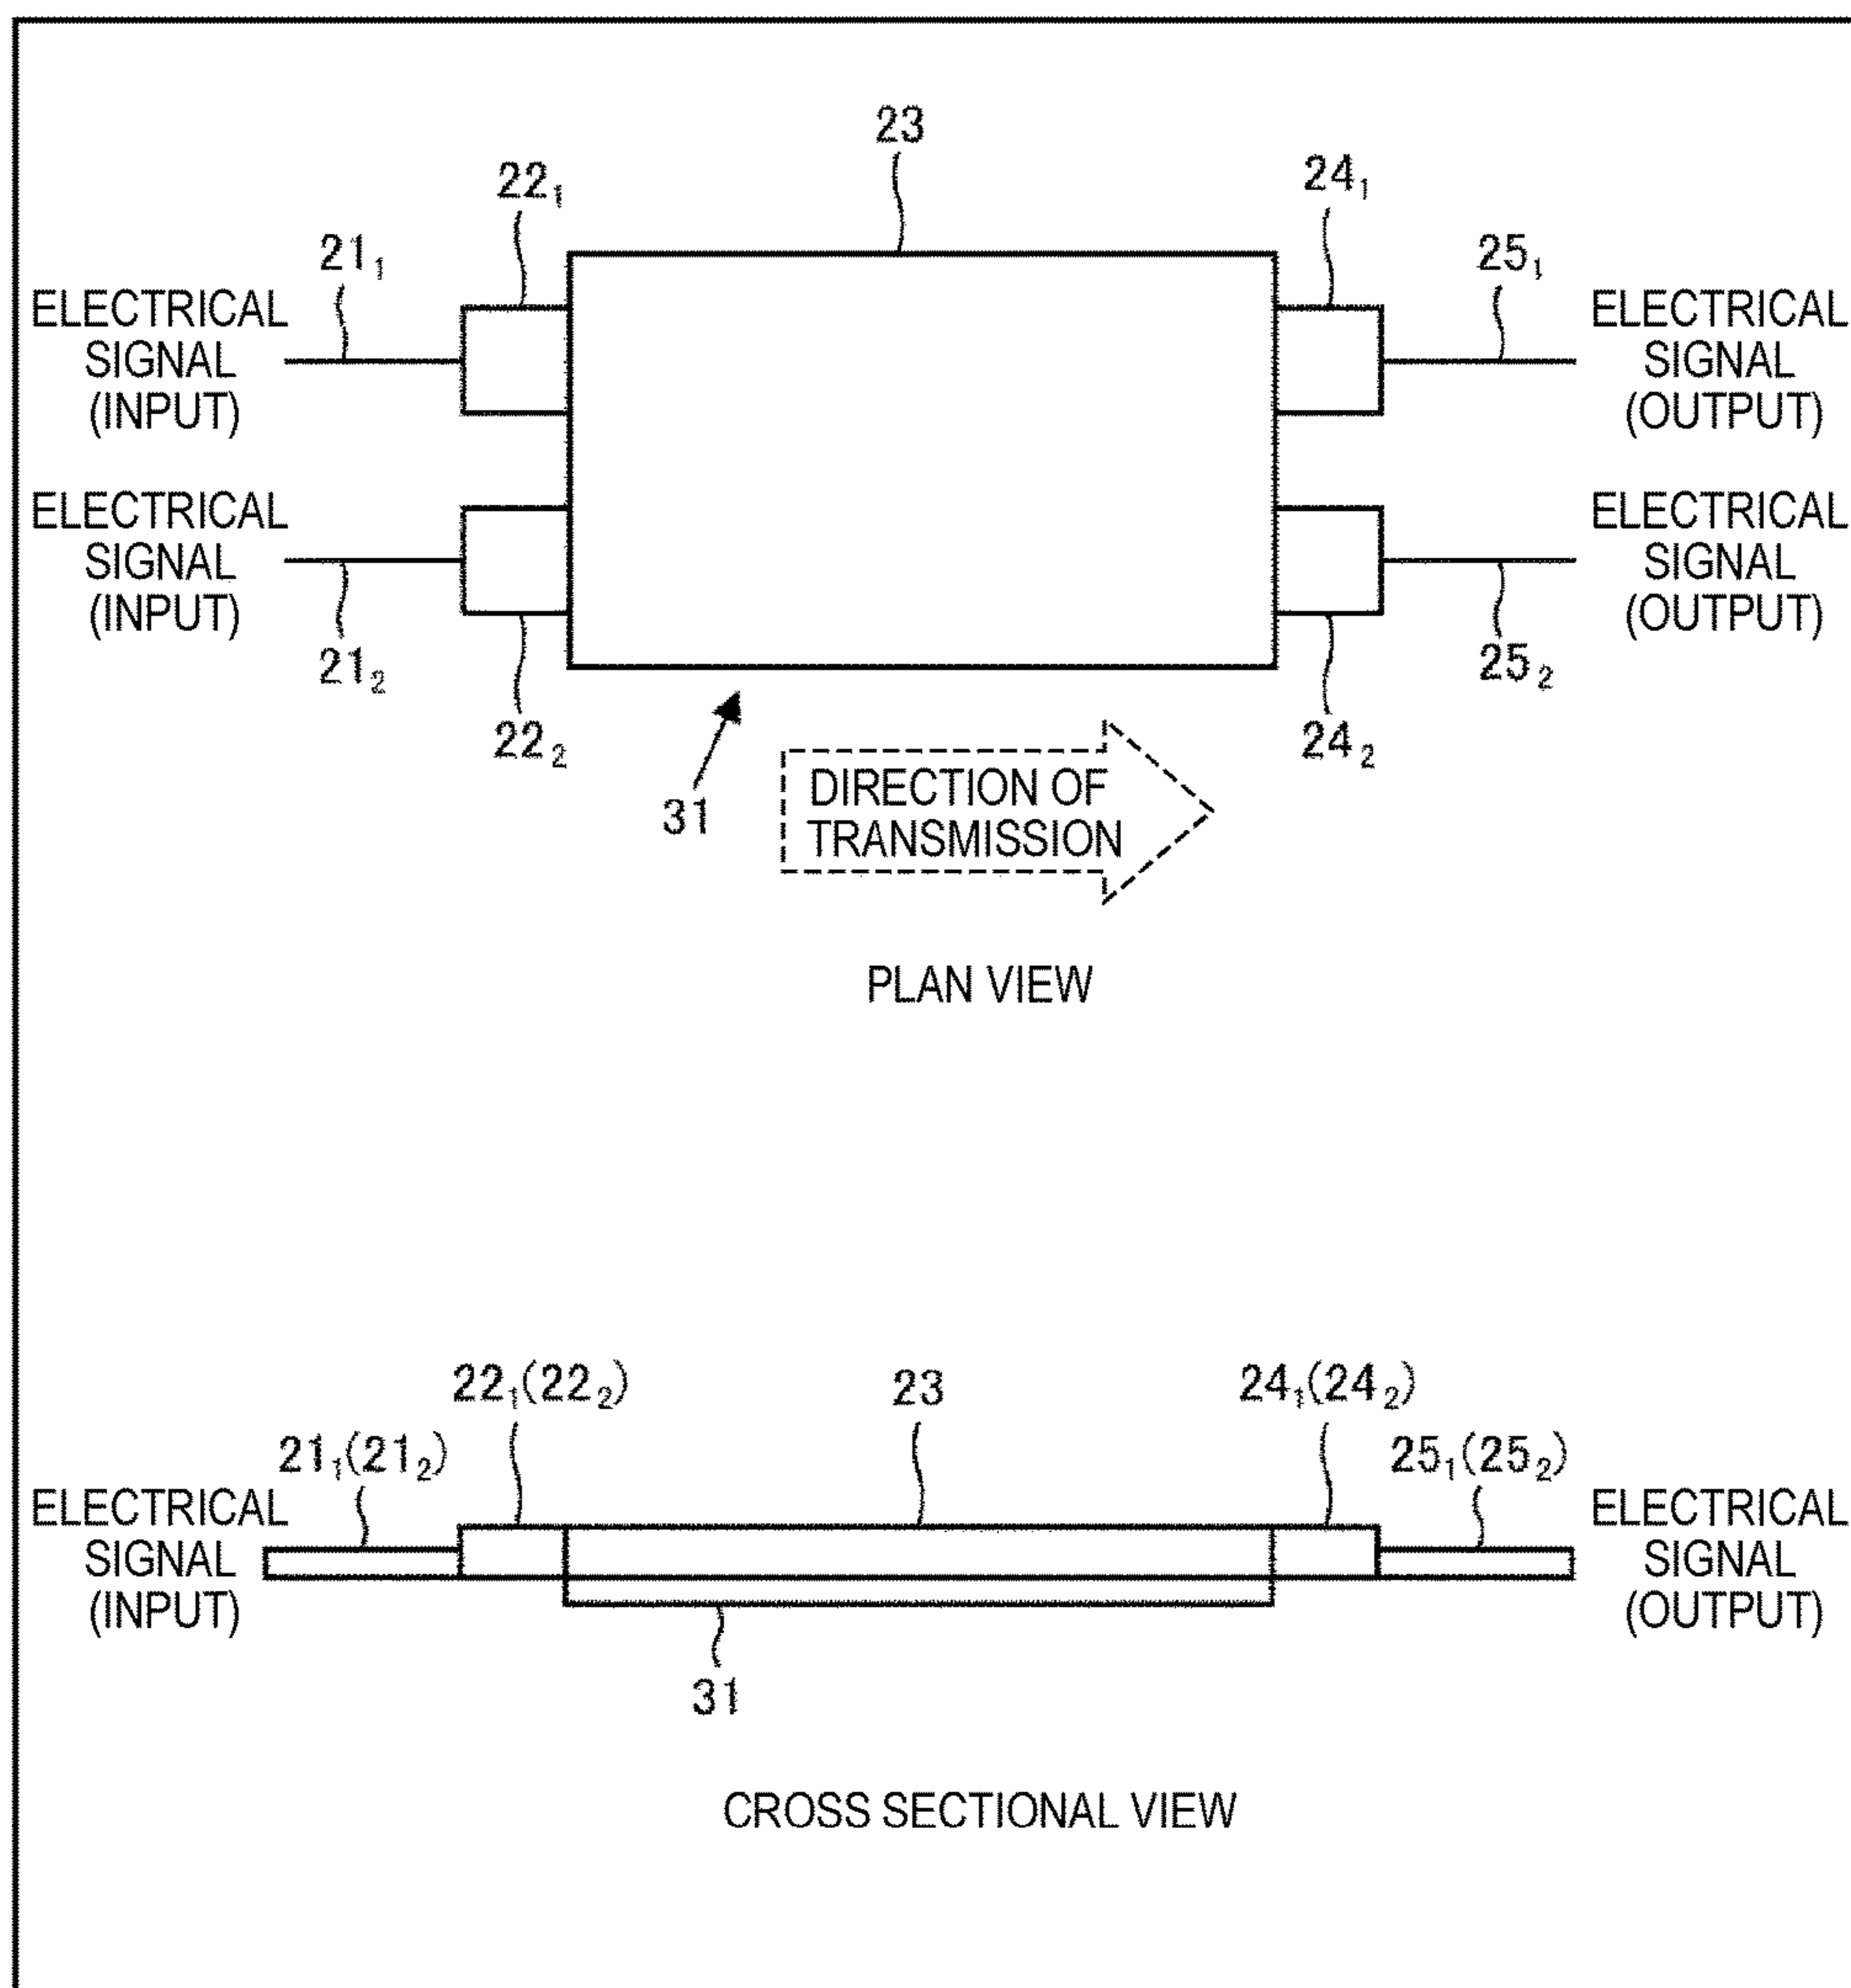 23
22₁
24₁
21₁
25₁
ELECTRICAL
SIGNAL
(INPUT)
ELECTRICAL
SIGNAL
(OUTPUT)
ELECTRICAL
SIGNAL
(INPUT)
ELECTRICAL
SIGNAL
(OUTPUT)
21₂
25₂
22₂
24₂
31
DIRECTION OF
TRANSMISSION
PLAN VIEW
22₁(22₂)
23
24₁(24₂)
21₁(21₂)
25₁(25₂)
ELECTRICAL
SIGNAL
(INPUT)
ELECTRICAL
SIGNAL
(OUTPUT)
31
CROSS SECTIONAL VIEW